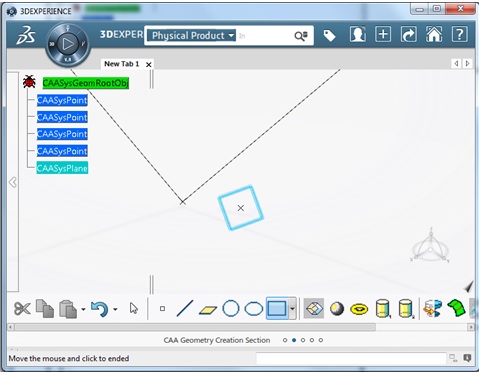 3DEXPERIENCE
3DEXPER Physical Product In
New Tab 1 x
CAASysGeomRootObj
CAASysPoint
CAASysPoint
CAASysPoint
CAASysPoint
CAASysPlane
CAA Geometry Creation Section
Move the mouse and click to ended